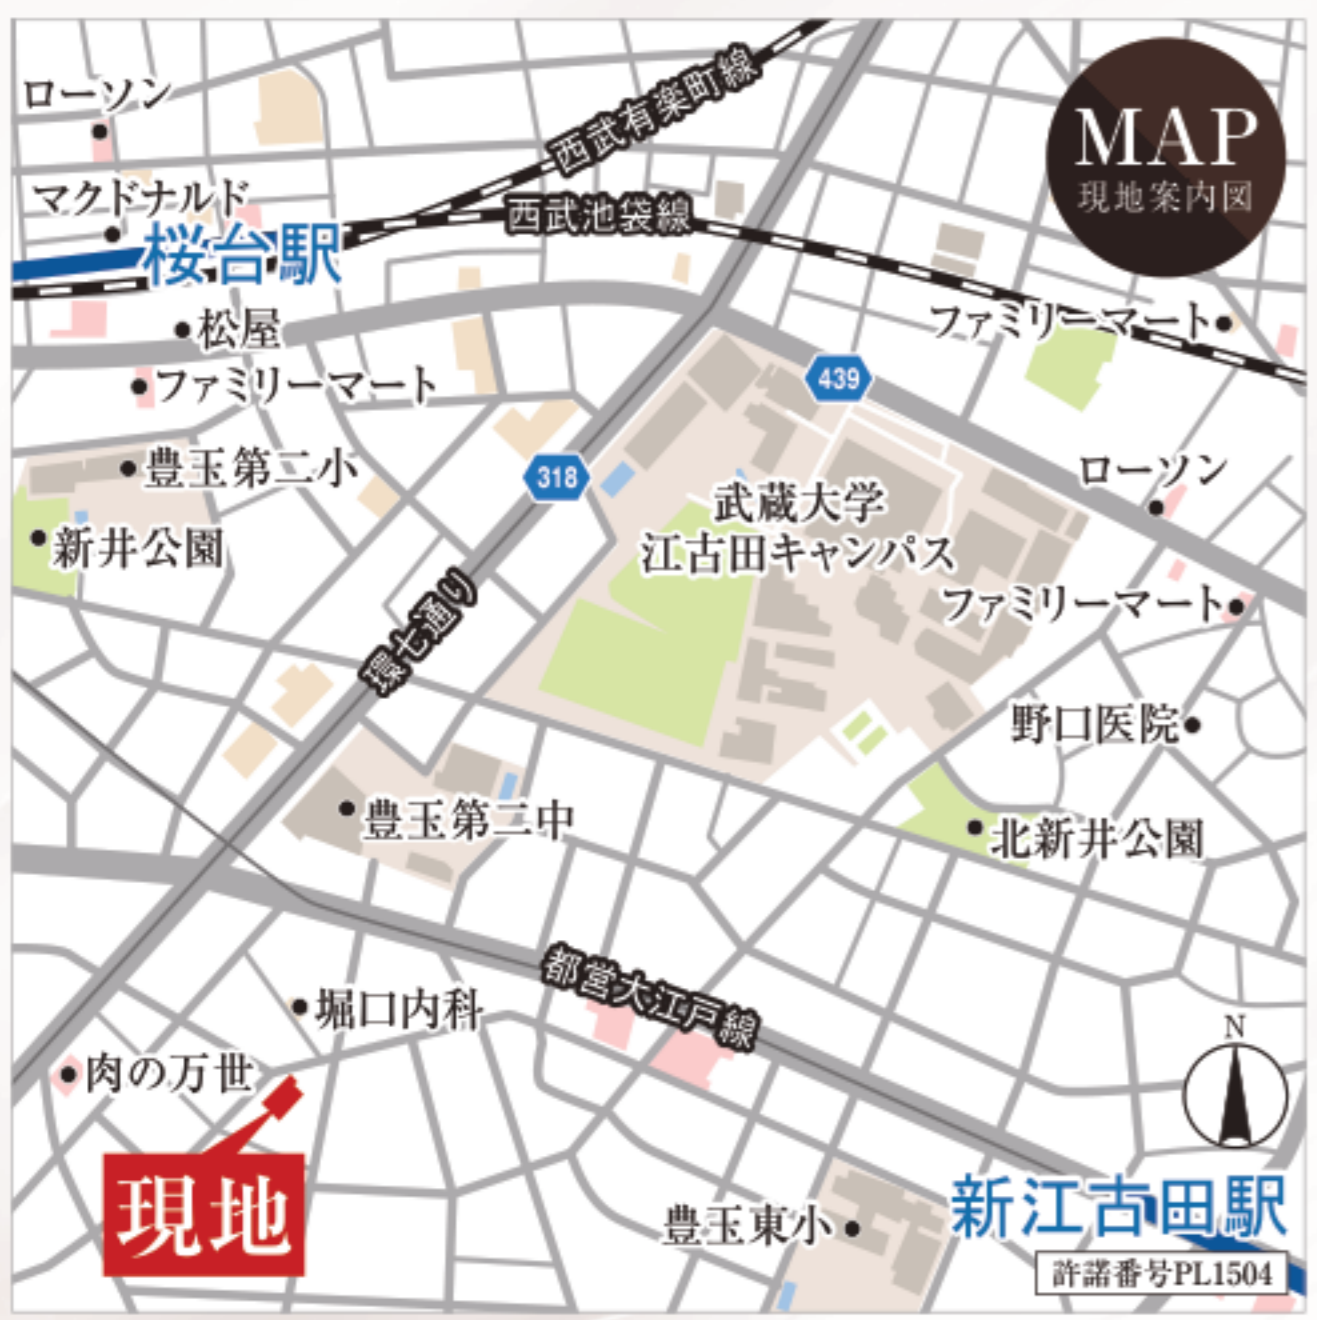 MAP
現地案内図
西武有楽町線
ローソン
マクドナルド
桜台駅
西武池袋線
松屋
ファミリーマート
ファミリーマート
439
豊玉第二小
318
ローソン
武蔵大学
江古田キャンパス
新井公園
環七通り
ファミリーマート
野口医院
豊玉第二中
北新井公園
都営大江戸線
堀口内科
肉の万世
N
現地
豊玉東小
新江古田駅
許諾番号PL1504